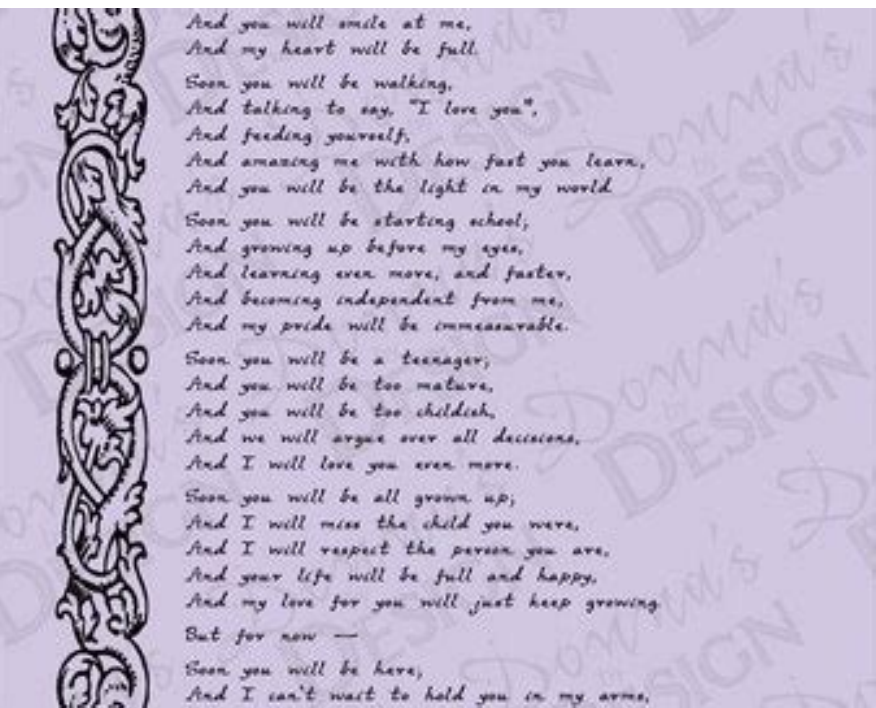 And you will smile at me,
And my heart will be full.
Soon you will be walking,
And talking to say, "I love you",
And feeding yourself,
And amazing me with how fast you learn,
And you will be the light in my world
Soon you will be starting school;
And growing up before my eyes,
And learning even more; and faster,
And becoming independent from me,
And my pride will be immeasurable.
Soon you will be a teenager;
And you will be too mature,
And you will be too childish,
And we will argue over all decisions,
And I will love you even more.
Soon you will be all grown up;
And I will miss the child you were,
And I will respect the person you are,
And your life will be full and happy,
And my love for you will just keep growing.
But for now —
Soon you will be here;
And I can't wait to hold you in my arms,
Donna's
by
DESIGN